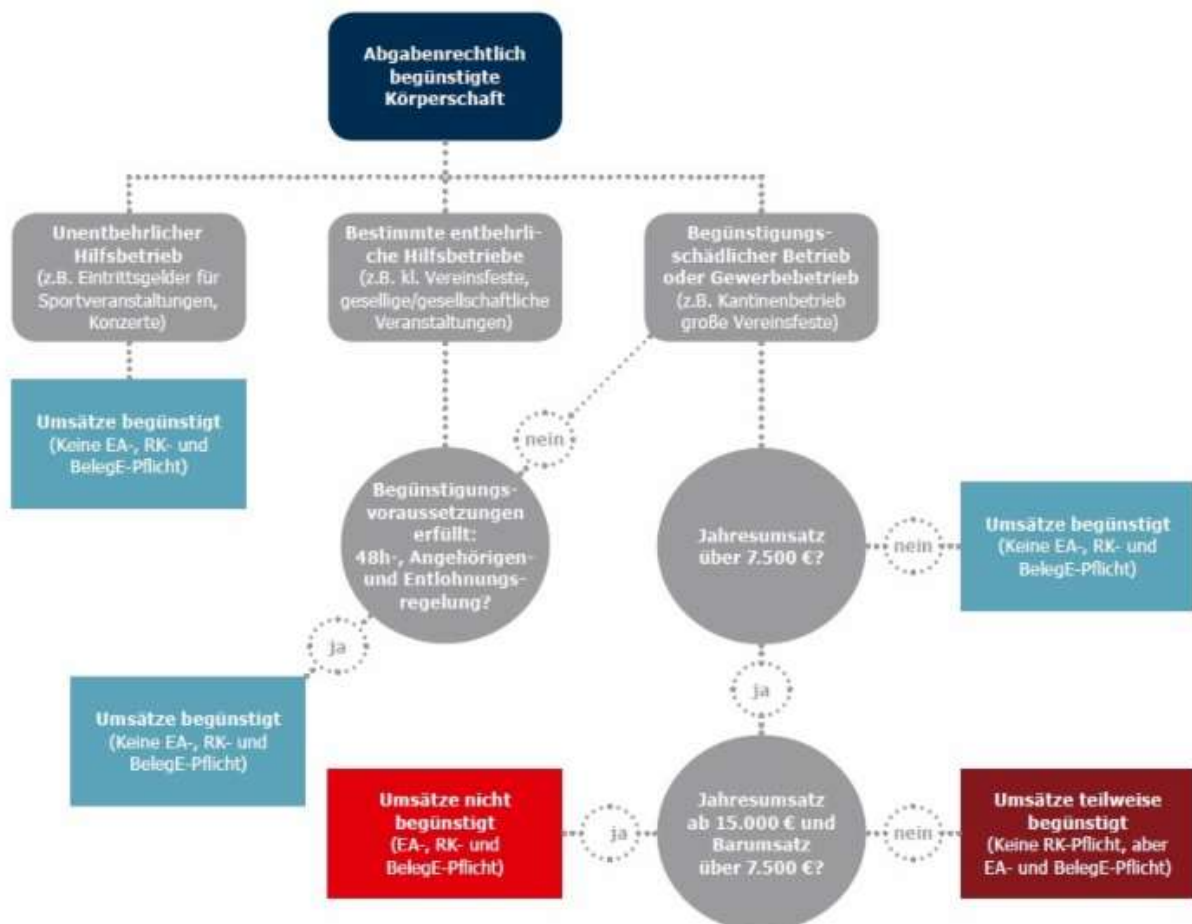 Abgabenrechtlich
begünstigte
Körperschaft
Unentbehrlicher
Hilfsbetrieb
(z.B. Eintrittsgelder für
Sportveranstaltungen,
Konzerte)
Bestimmte entbehrli-
che Hilfsbetriebe
(z.B. kl. Vereinsfeste,
gesellige/gesellschaftliche
Veranstaltungen)
Begünstigungs-
schädlicher Betrieb
oder Gewerbebetrieb
(z.B. Kantinenbetrieb
große Vereinsfeste)
Umsätze begünstigt
(Keine EA-, RK- und
BelegE-Pflicht)
nein
Begünstigungs-
voraussetzungen
erfüllt:
48h-, Angehörigen-
und Entlohnungs-
regelung?
Jahresumsatz
über 7.500 €?
nein
Umsätze begünstigt
(Keine EA-, RK- und
BelegE-Pflicht)
ja
Umsätze begünstigt
(Keine EA-, RK- und
BelegE-Pflicht)
ja
Umsätze nicht
begünstigt
(EA-, RK- und
BelegE-Pflicht)
ja
Jahresumsatz
ab 15.000 € und
Barumsatz
über 7.500 €?
nein
Umsätze teilweise
begünstigt
(Keine RK-Pflicht, aber
EA- und BelegE-Pflicht)